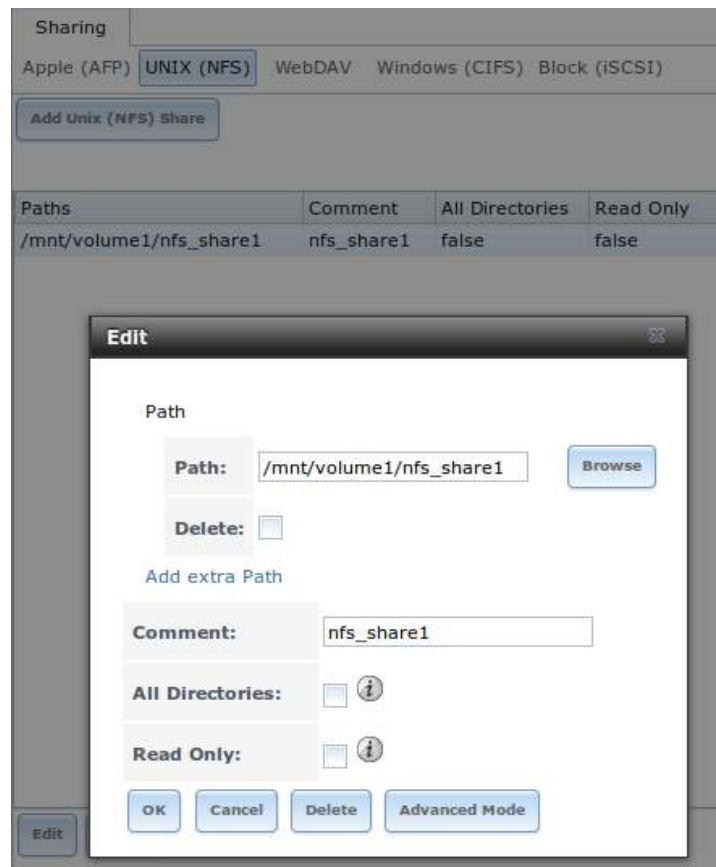 Sharing
Apple (AFP) UNIX (NFS) WebDAV Windows (CIFS) Block (iSCSI)
Add Unix (NFS) Share
Paths Comment All Directories Read Only
/mnt/volume1/nfs_share1 nfs_share1 false false
Edit
Path
Path: /mnt/volume1/nfs_share1 Browse
Delete:
Add extra Path
Comment: nfs_share1
All Directories: i
Read Only: i
OK Cancel Delete Advanced Mode
Edit